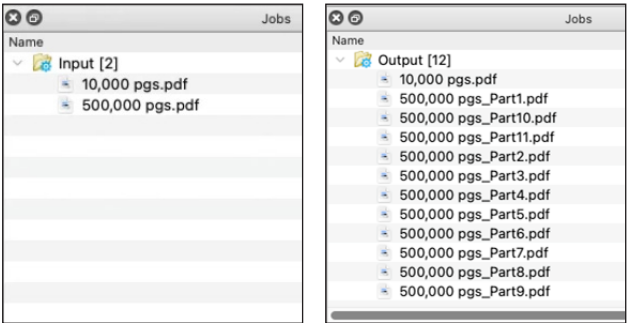 Jobs
Name
Input [2]
10,000 pgs.pdf
500,000 pgs.pdf
Jobs
Name
Output [12]
10,000 pgs.pdf
500,000 pgs_Part1.pdf
500,000 pgs_Part10.pdf
500,000 pgs_Part11.pdf
500,000 pgs_Part2.pdf
500,000 pgs_Part3.pdf
500,000 pgs_Part4.pdf
500,000 pgs_Part5.pdf
500,000 pgs_Part6.pdf
500,000 pgs_Part7.pdf
500,000 pgs_Part8.pdf
500,000 pgs_Part9.pdf